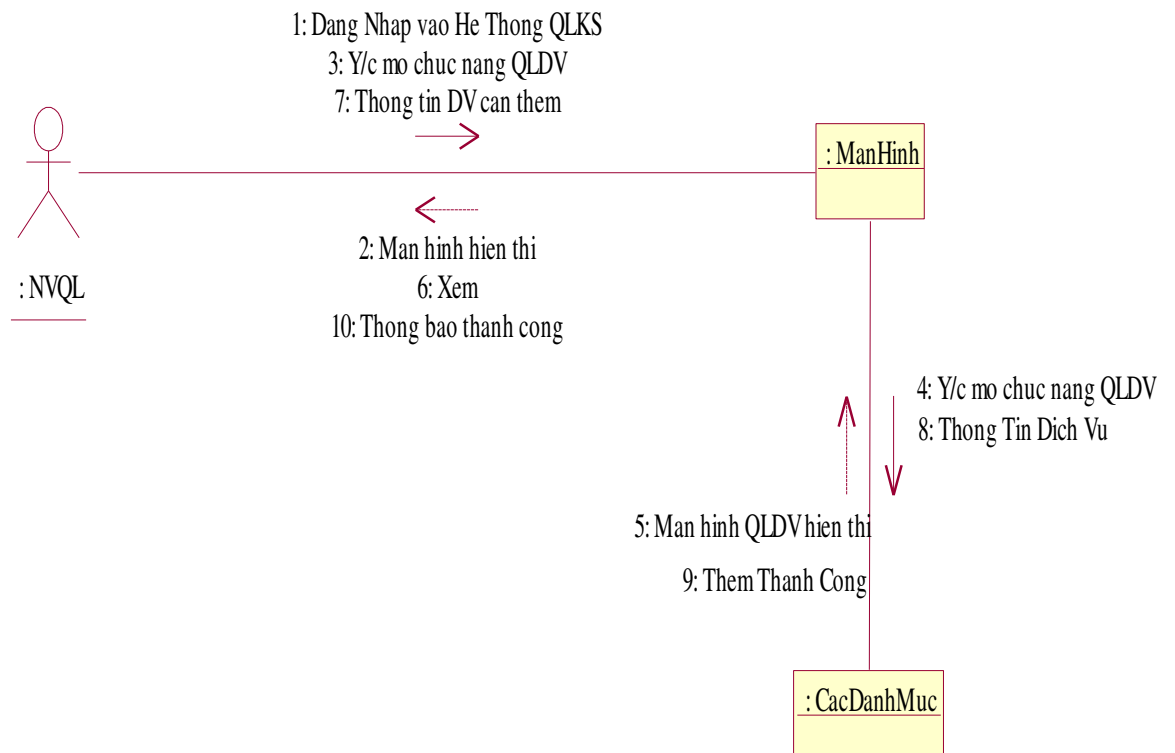 1: Dang Nhap vao He Thong QLKS
3: Y/c mo chuc nang QLDV
7: Thong tin DV can them
: ManHinh
2: Man hinh hien thi
6: Xem
10: Thong bao thanh cong
: NVQL
4: Y/c mo chuc nang QLDV
8: Thong Tin Dich Vu
5: Man hinh QLDV hien thi
9: Them Thanh Cong
: CacDanhMuc